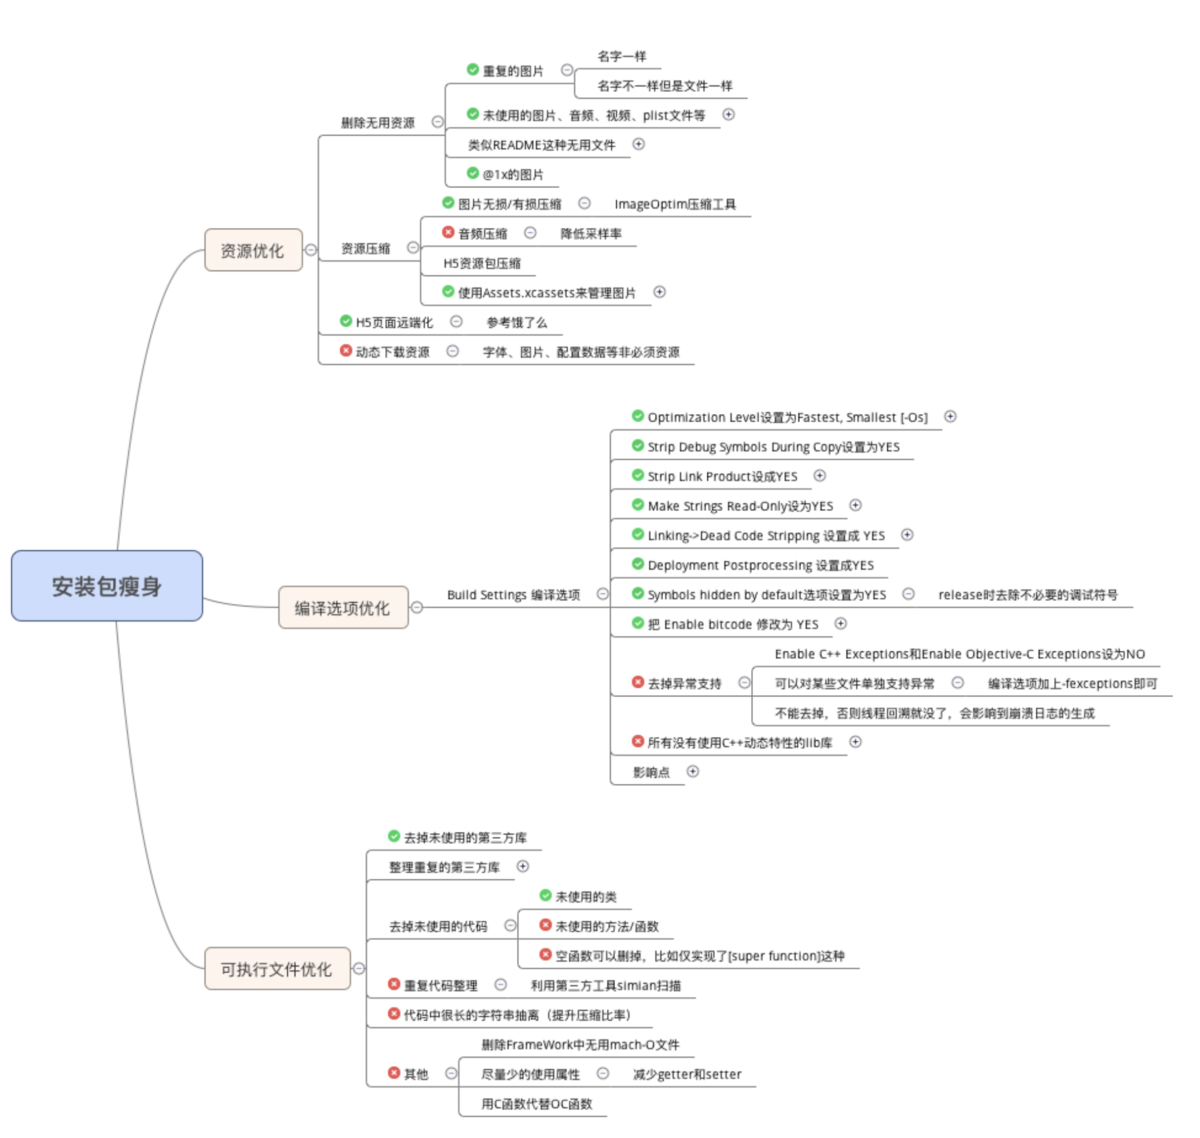 安装包瘦身
资源优化
删除无用资源
重复的图片
名字一样
名字不一样但是文件一样
未使用的图片、音频、视频、plist文件等
类似README这种无用文件
@1x的图片
资源压缩
图片无损/有损压缩
ImageOptim压缩工具
音频压缩
降低采样率
H5资源包压缩
使用Assets.xcassets来管理图片
H5页面远端化
参考饿了么
动态下载资源
字体、图片、配置数据等非必须资源
编译选项优化
Build Settings 编译选项
Optimization Level设置为Fastest, Smallest [-Os]
Strip Debug Symbols During Copy设置为YES
Strip Link Product设成YES
Make Strings Read-Only设为YES
Linking->Dead Code Stripping 设置成 YES
Deployment Postprocessing 设置成YES
Symbols hidden by default选项设置为YES
release时去除不必要的调试符号
把 Enable bitcode 修改为 YES
去掉异常支持
Enable C++ Exceptions和Enable Objective-C Exceptions设为NO
可以对某些文件单独支持异常
编译选项加上-fexceptions即可
不能去掉，否则线程回溯就没了，会影响到崩溃日志的生成
所有没有使用C++动态特性的lib库
影响点
可执行文件优化
去掉未使用的第三方库
整理重复的第三方库
去掉未使用的代码
未使用的类
未使用的方法/函数
空函数可以删掉，比如仅实现了[super function]这种
重复代码整理
利用第三方工具simian扫描
代码中很长的字符串抽离（提升压缩比率）
其他
删除FrameWork中无用mach-O文件
尽量少的使用属性
减少getter和setter
用C函数代替OC函数